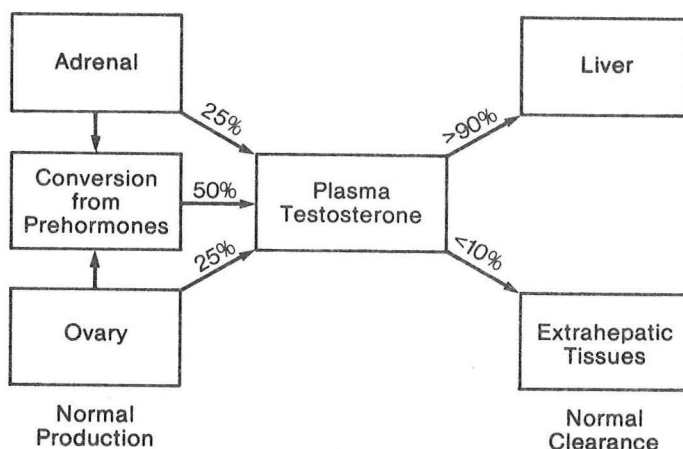 Adrenal
25%
Conversion
from
Prehormones
50%
25%
Ovary
Normal
Production
Plasma
Testosterone
>90%
<10%
Liver
Extrahepatic
Tissues
Normal
Clearance